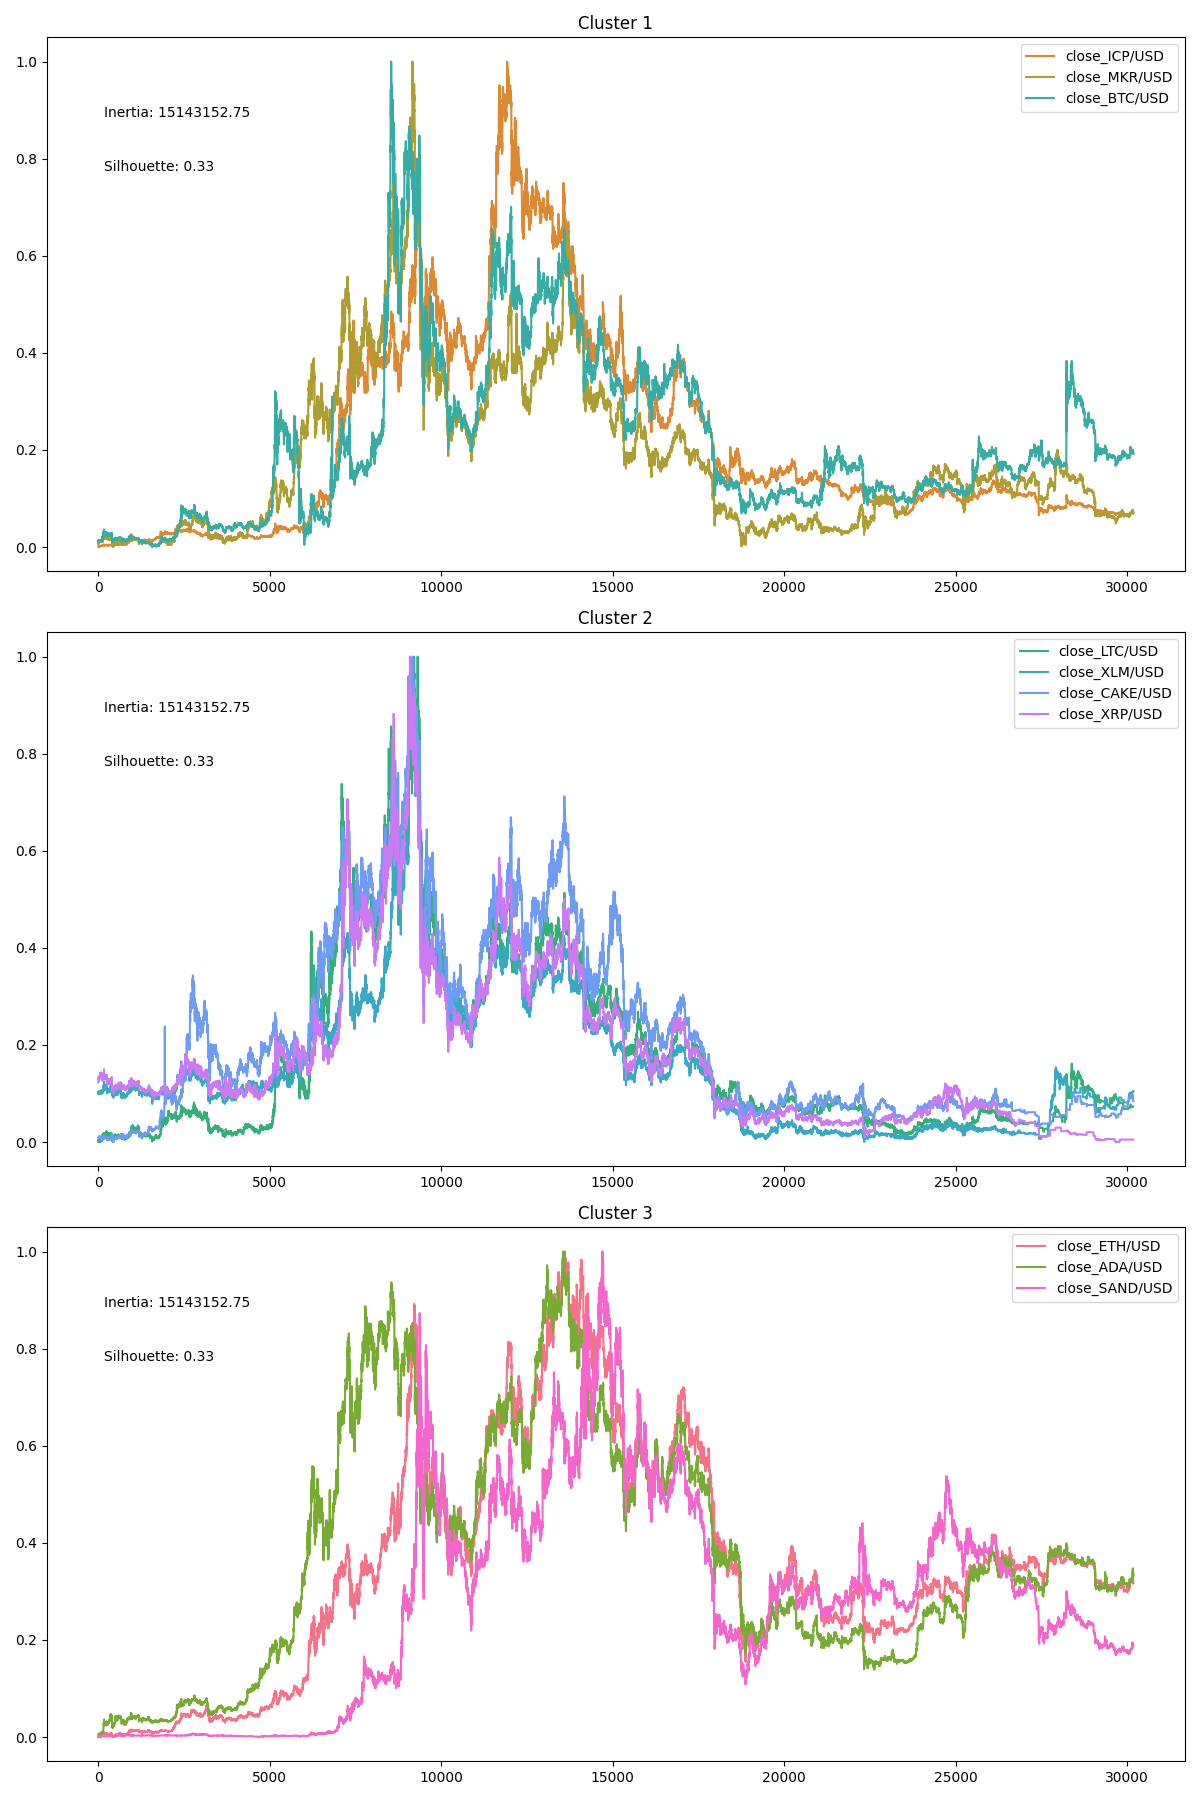 Cluster 1
1.0
0.8
0.6
0.4
0.2
0.0
Inertia: 15143152.75
Silhouette: 0.33
close_ICP/USD
close_MKR/USD
close_BTC/USD
0 5000 10000 15000 20000 25000 30000
Cluster 2
1.0
0.8
0.6
0.4
0.2
0.0
Inertia: 15143152.75
Silhouette: 0.33
close_LTC/USD
close_XLM/USD
close_CAKE/USD
close_XRP/USD
0 5000 10000 15000 20000 25000 30000
Cluster 3
1.0
0.8
0.6
0.4
0.2
0.0
Inertia: 15143152.75
Silhouette: 0.33
close_ETH/USD
close_ADA/USD
close_SAND/USD
0 5000 10000 15000 20000 25000 30000